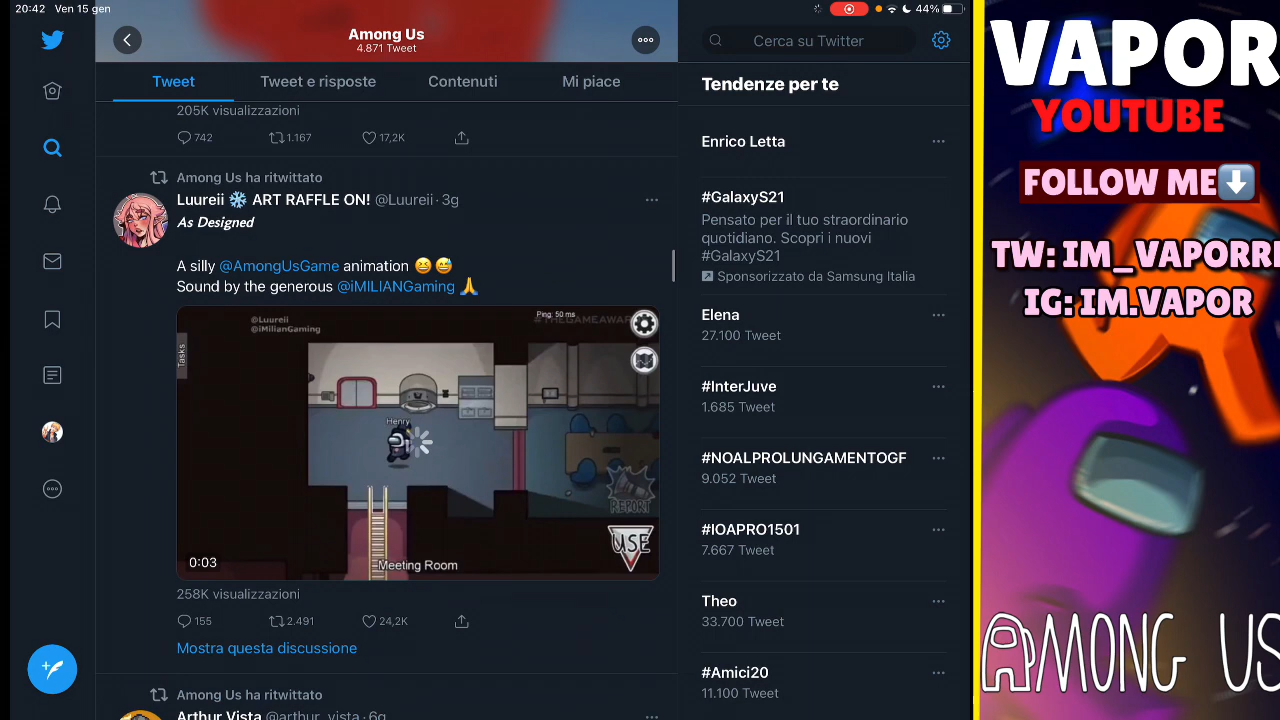 20:42 Ven 15 gen
44%
Among Us
4.871 Tweet
Tweet
Tweet e risposte
Contenuti
Mi piace
205K visualizzazioni
742 1.167 17,2K
Among Us ha ritwittato
Luureii ❄️ ART RAFFLE ON! @Luureii · 3g
As Designed
A silly @AmongUsGame animation 😆😅
Sound by the generous @iMILIANGaming 🙏
@Luureii
@iMilianGaming
Ping: 50 ms
#THEGAMEAWAR
Tasks
Henry
REPORT
USE
0:03
Meeting Room
258K visualizzazioni
155 2.491 24,2K
Mostra questa discussione
Among Us ha ritwittato
Arthur Vista @arthur_vista · 6g
Cerca su Twitter
Tendenze per te
Enrico Letta
#GalaxyS21
Pensato per il tuo straordinario
quotidiano. Scopri i nuovi
#GalaxyS21
Sponsorizzato da Samsung Italia
Elena
27.100 Tweet
#InterJuve
1.685 Tweet
#NOALPROLUNGAMENTOGF
9.052 Tweet
#IOAPRO1501
7.667 Tweet
Theo
33.700 Tweet
#Amici20
11.100 Tweet
VAPOR
YOUTUBE
FOLLOW ME⬇️
TW: IM_VAPORRE
IG: IM.VAPOR
AMONG US